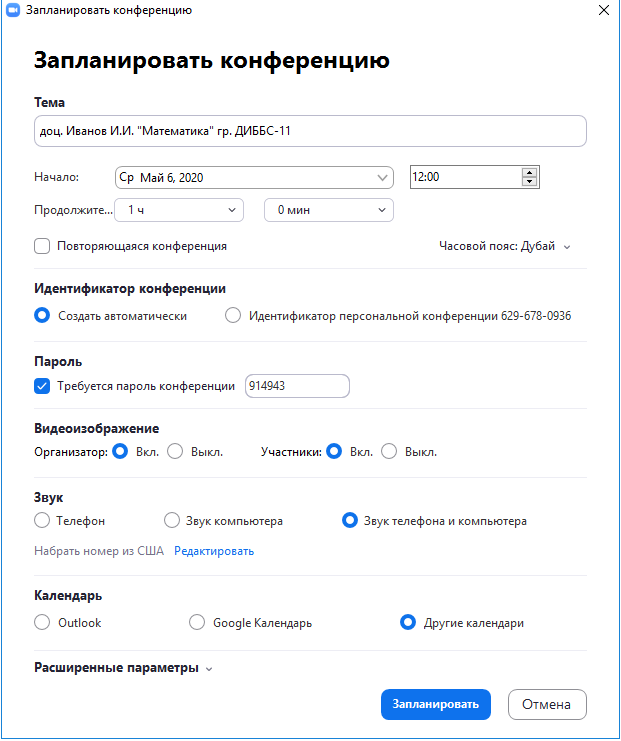 Запланировать конференцию
Запланировать конференцию
Тема
доц. Иванов И.И. "Математика" гр. ДИББС-11
Начало: Ср Май 6, 2020 12:00
Продолжите... 1 ч 0 мин
Повторяющаяся конференция Часовой пояс: Дубай
Идентификатор конференции
Создать автоматически Идентификатор персональной конференции 629-678-0936
Пароль
Требуется пароль конференции 914943
Видеоизображение
Организатор: Вкл. Выкл. Участники: Вкл. Выкл.
Звук
Телефон Звук компьютера Звук телефона и компьютера
Набрать номер из США Редактировать
Календарь
Outlook Google Календарь Другие календари
Расширенные параметры
Запланировать Отмена